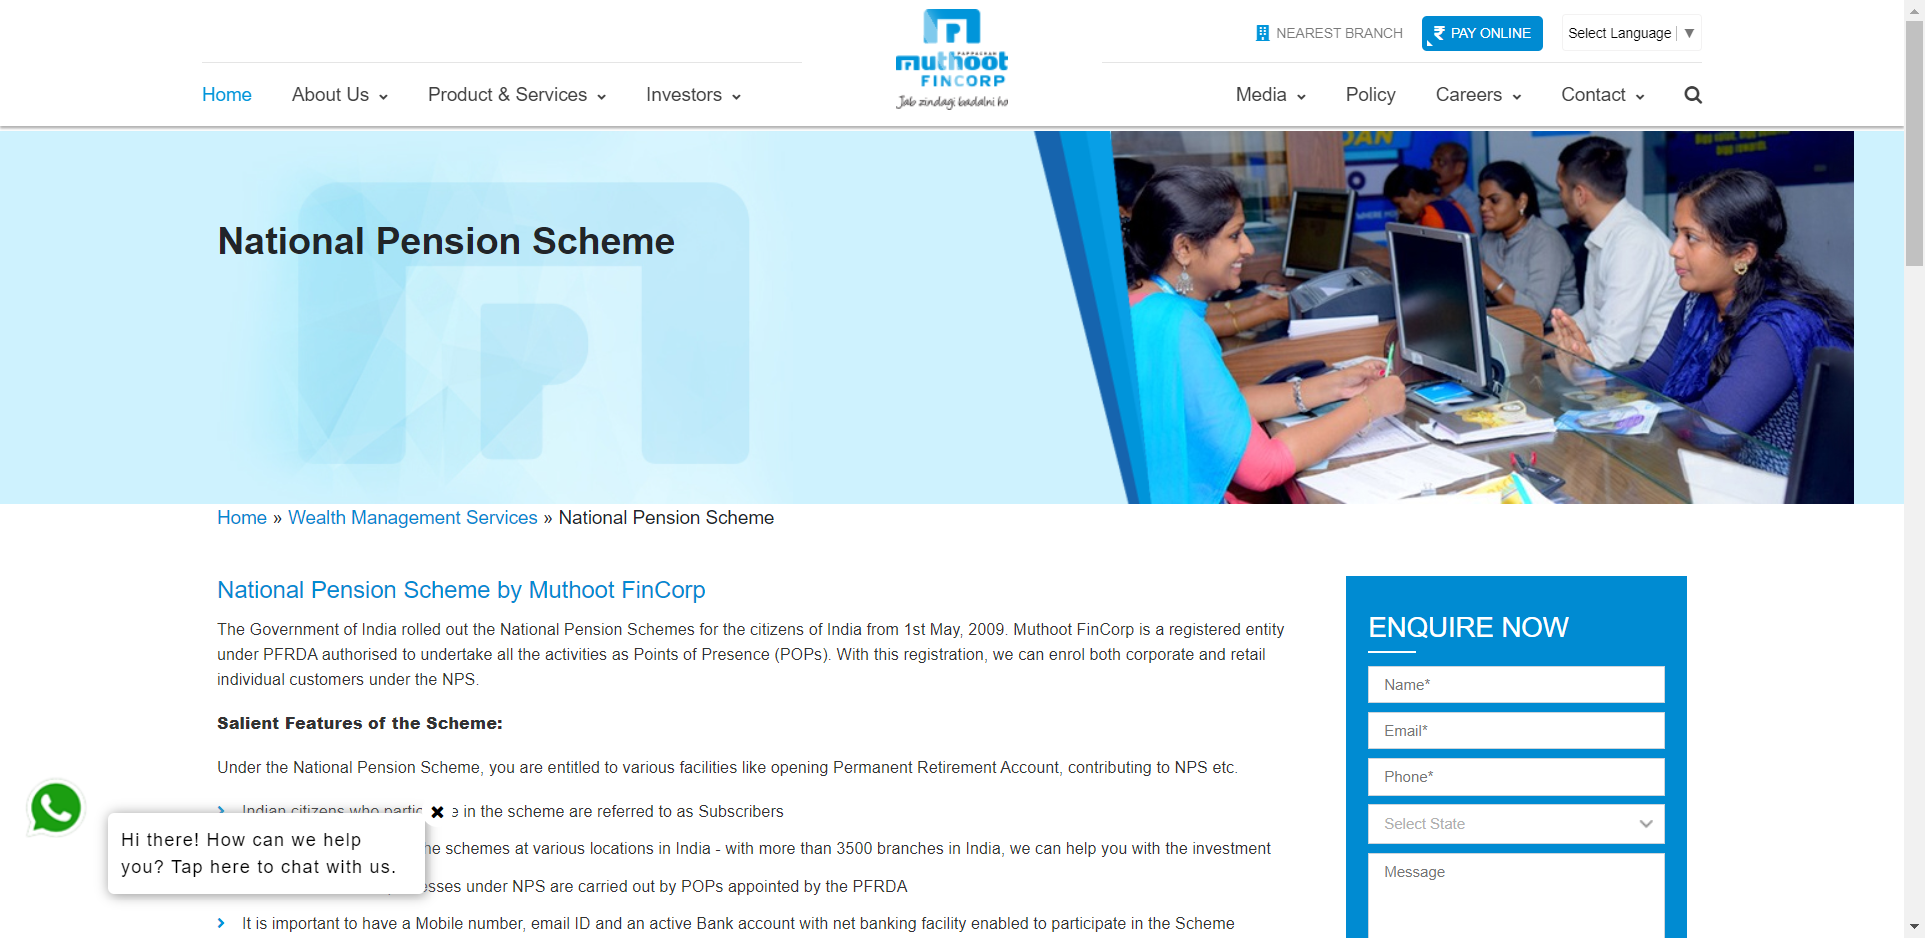 NEAREST BRANCH
PAY ONLINE
Select Language ▼
muthoot
PAPPACHAN
FINCORP
Jab zindagi badalni ho
Home
About Us
Product & Services
Investors
Media
Policy
Careers
Contact
National Pension Scheme
Home » Wealth Management Services » National Pension Scheme
National Pension Scheme by Muthoot FinCorp
The Government of India rolled out the National Pension Schemes for the citizens of India from 1st May, 2009. Muthoot FinCorp is a registered entity
under PFRDA authorised to undertake all the activities as Points of Presence (POPs). With this registration, we can enrol both corporate and retail
individual customers under the NPS.
Salient Features of the Scheme:
Under the National Pension Scheme, you are entitled to various facilities like opening Permanent Retirement Account, contributing to NPS etc.
Indian citizens who partic e in the scheme are referred to as Subscribers
he schemes at various locations in India - with more than 3500 branches in India, we can help you with the investment
esses under NPS are carried out by POPs appointed by the PFRDA
It is important to have a Mobile number, email ID and an active Bank account with net banking facility enabled to participate in the Scheme
Hi there! How can we help
you? Tap here to chat with us.
ENQUIRE NOW
Name*
Email*
Phone*
Select State
Message